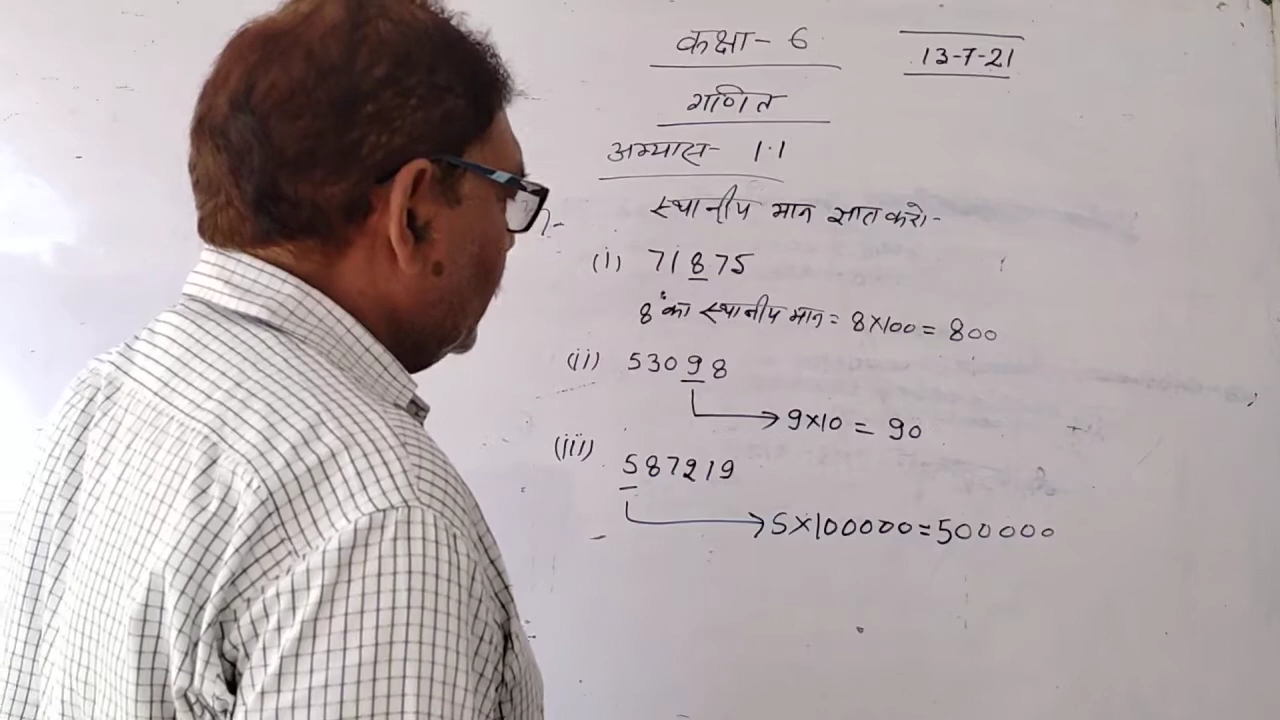 कक्षा- 6
13-7-21
गणित
अभ्यास- 1.1
स्थानीय मान ज्ञात करो-
(i) 71875
8 का स्थानीय मान = 8×100 = 800
(ii) 53098
9×10 = 90
(iii) 587219
5×100000=500000